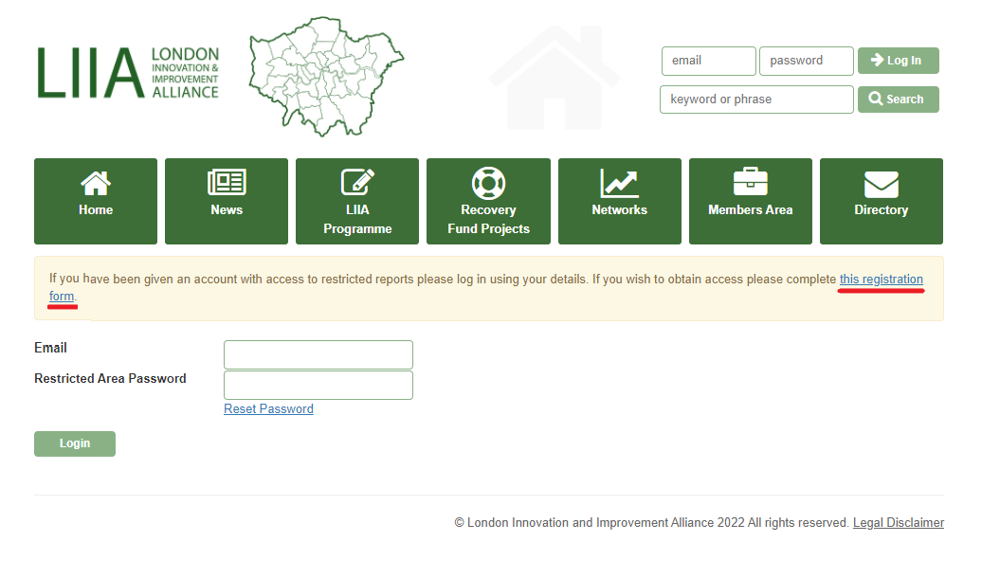 LIIA LONDON
INNOVATION &
IMPROVEMENT
ALLIANCE
email
password
Log In
keyword or phrase
Search
Home
News
LIIA
Programme
Recovery
Fund Projects
Networks
Members Area
Directory
If you have been given an account with access to restricted reports please log in using your details. If you wish to obtain access please complete this registration
form.
Email
Restricted Area Password
Reset Password
Login
© London Innovation and Improvement Alliance 2022 All rights reserved. Legal Disclaimer